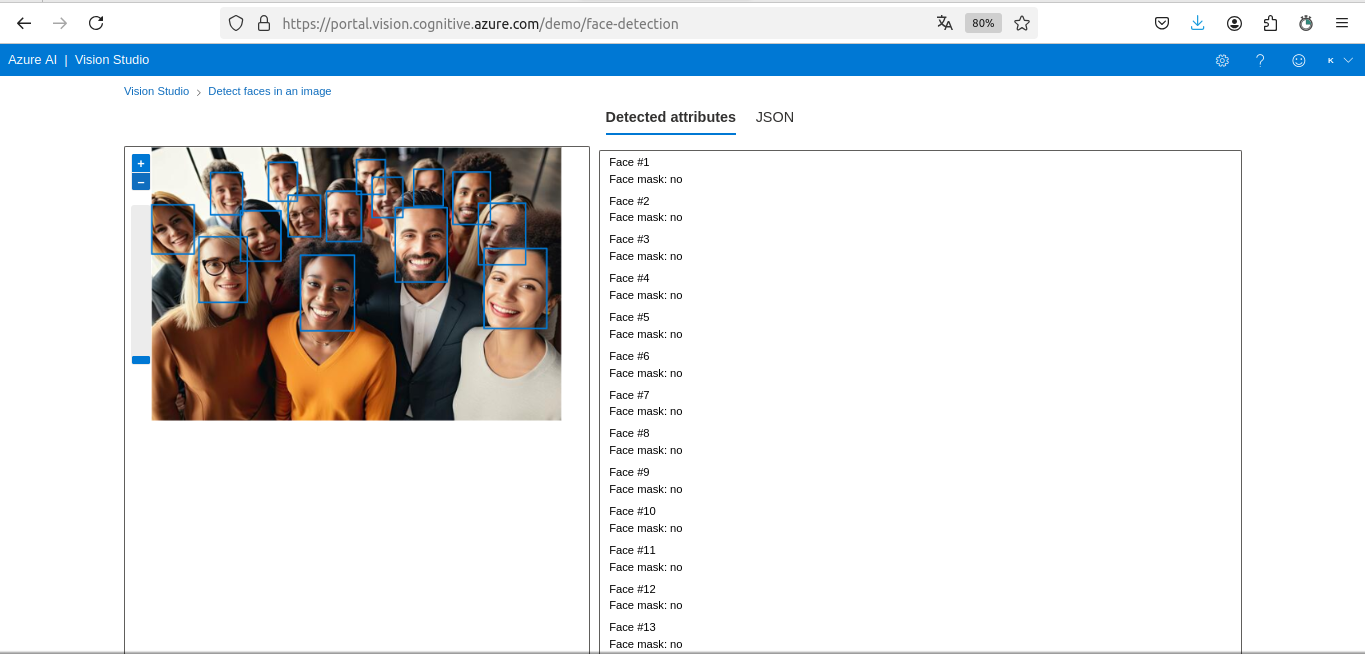 https://portal.vision.cognitive.azure.com/demo/face-detection
80%
Azure AI | Vision Studio
?
K
Vision Studio > Detect faces in an image
Detected attributes JSON
+
−
Face #1
Face mask: no
Face #2
Face mask: no
Face #3
Face mask: no
Face #4
Face mask: no
Face #5
Face mask: no
Face #6
Face mask: no
Face #7
Face mask: no
Face #8
Face mask: no
Face #9
Face mask: no
Face #10
Face mask: no
Face #11
Face mask: no
Face #12
Face mask: no
Face #13
Face mask: no